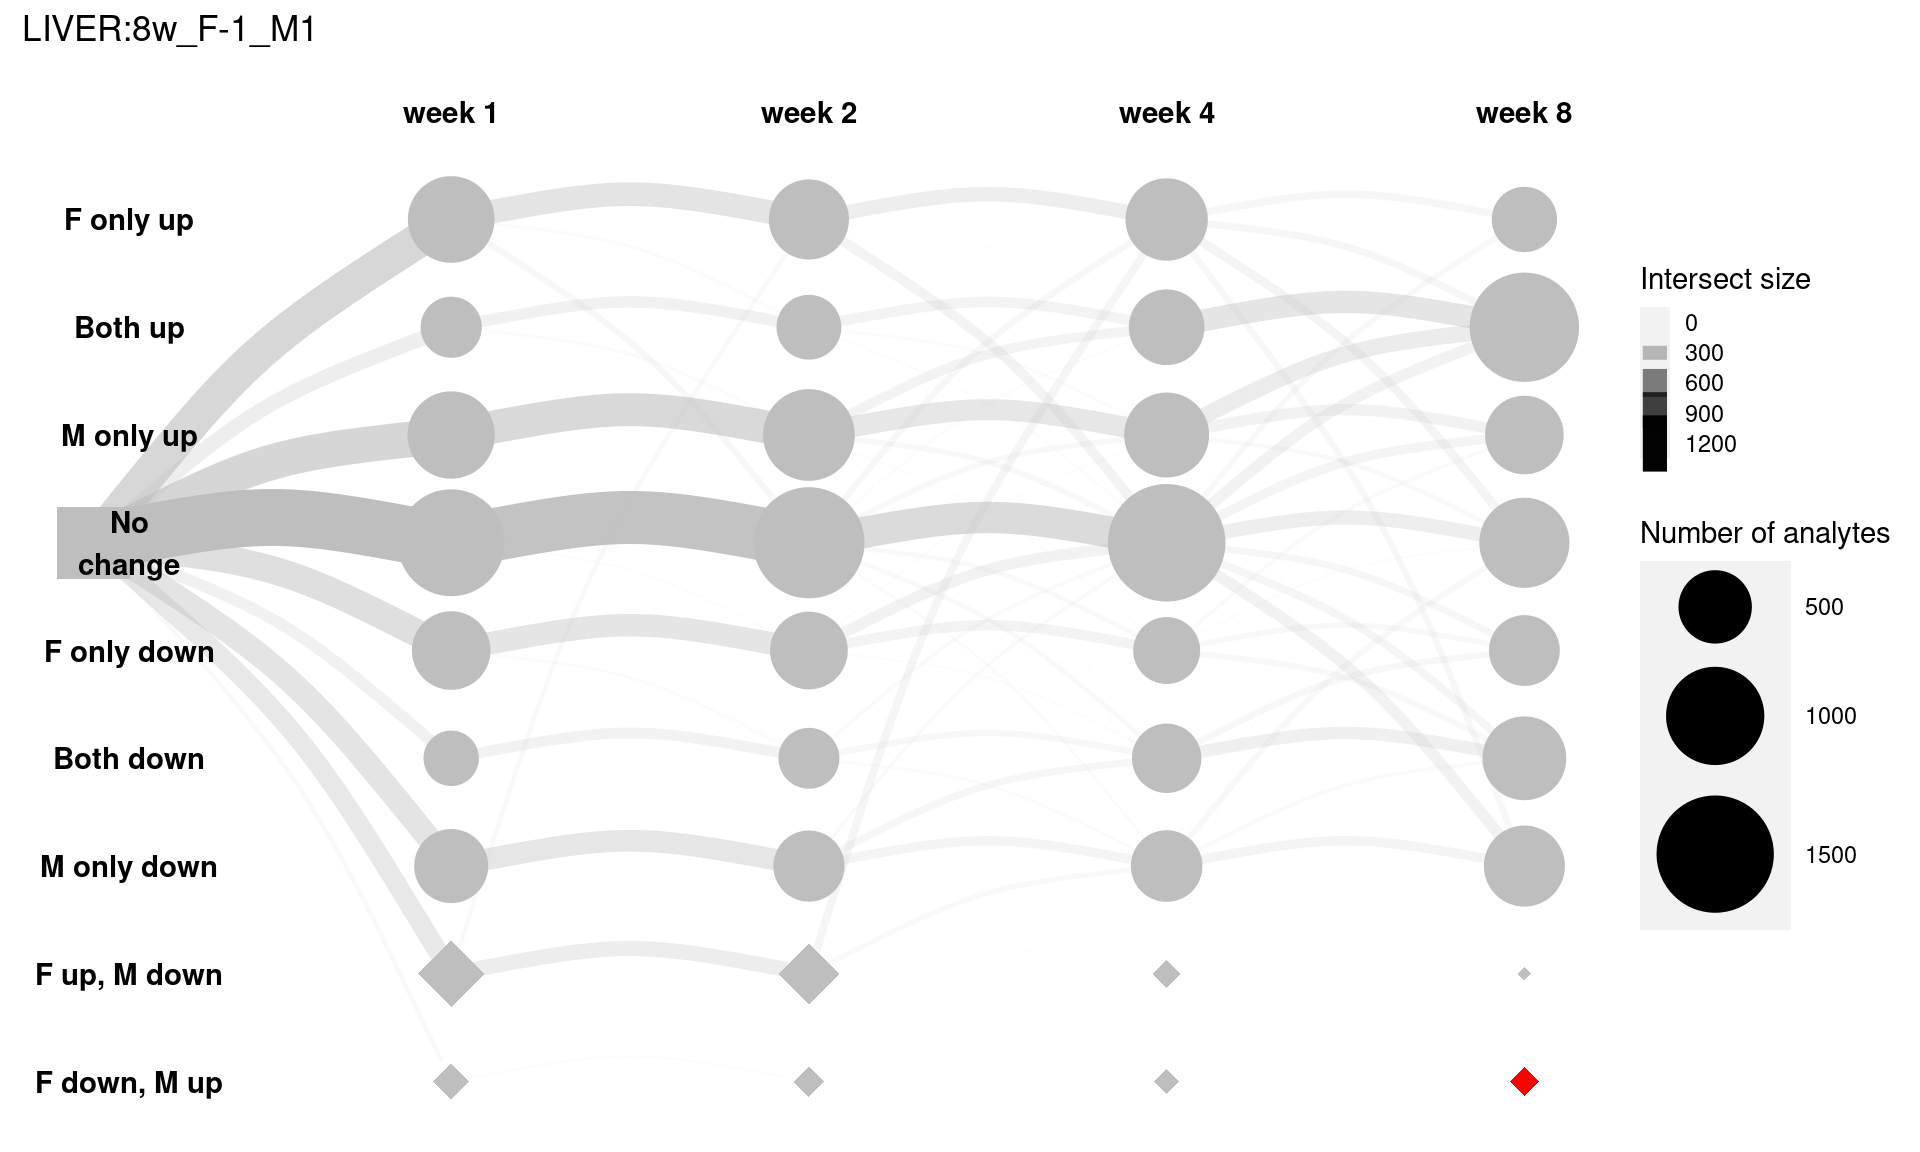 LIVER:8w_F-1_M1
week 1 week 2 week 4 week 8
F only up
Both up
M only up
No
change
F only down
Both down
M only down
F up, M down
F down, M up
Intersect size
0
300
600
900
1200
Number of analytes
500
1000
1500